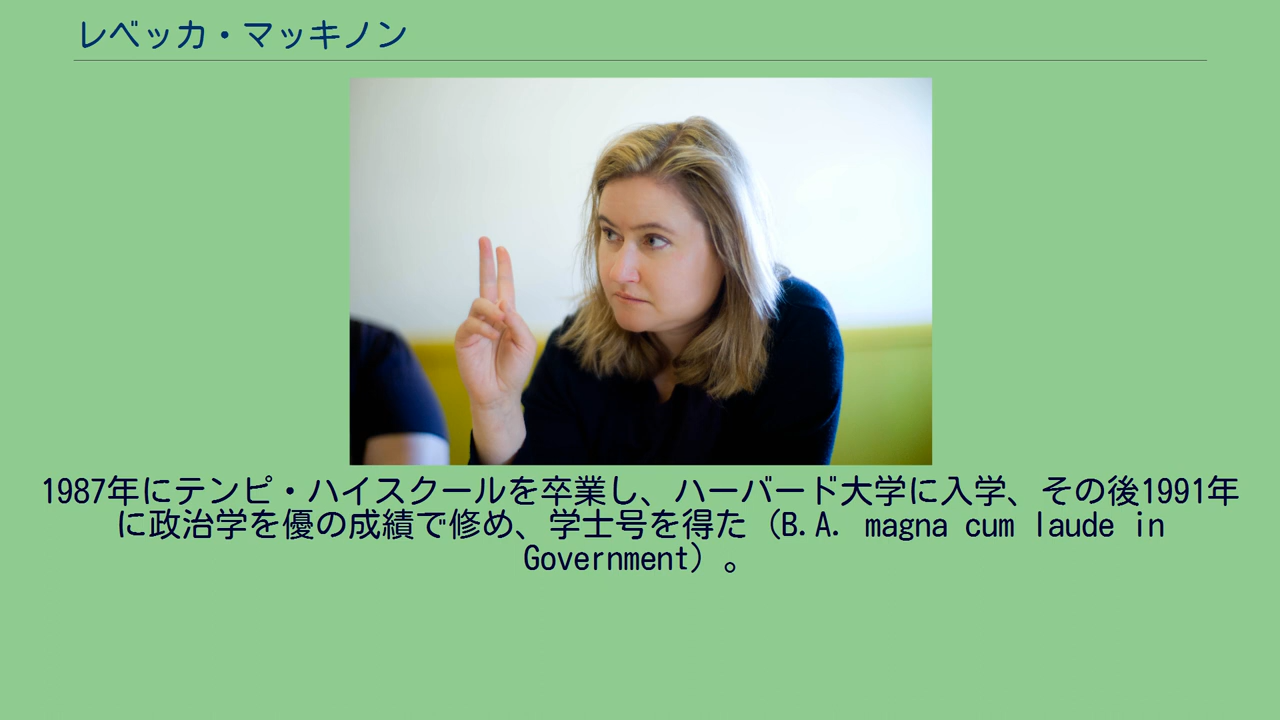 レベッカ・マッキノン
1987年にテンピ・ハイスクールを卒業し、ハーバード大学に入学、その後1991年
に政治学を優の成績で修め、学士号を得た（B.A. magna cum laude in
Government）。